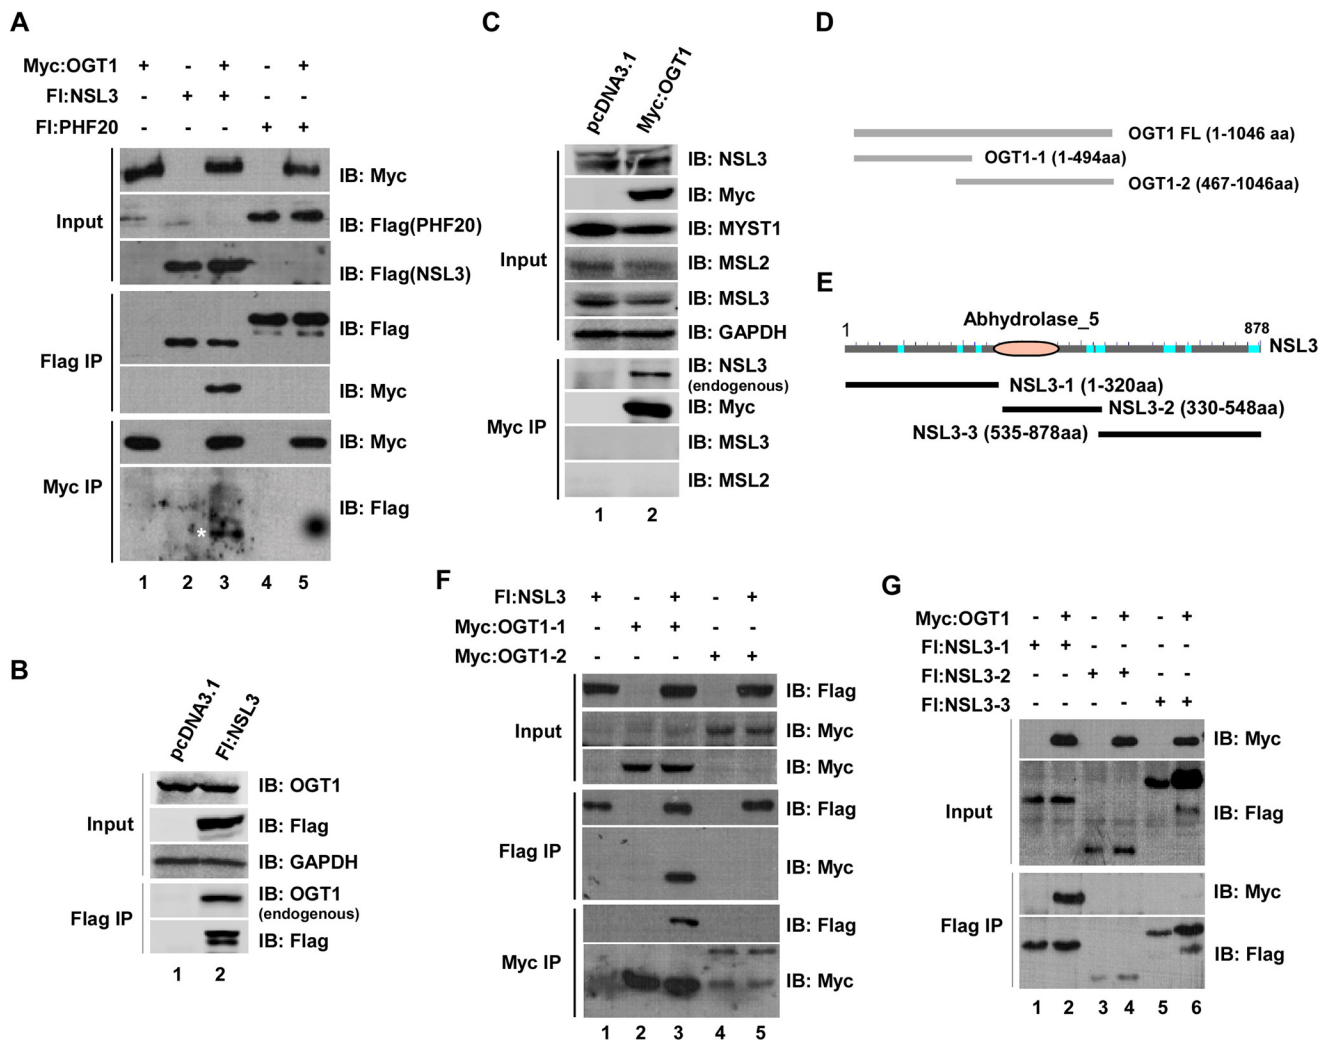 A
Myc:OGT1 + - + - +
Fl:NSL3 - + + - -
Fl:PHF20 - - - + +
Input
IB: Myc
IB: Flag(PHF20)
IB: Flag(NSL3)
Flag IP
IB: Flag
IB: Myc
Myc IP
IB: Myc
IB: Flag
*
1 2 3 4 5
B
pcDNA3.1
Fl:NSL3
Input
IB: OGT1
IB: Flag
IB: GAPDH
Flag IP
IB: OGT1
(endogenous)
IB: Flag
1 2
C
pcDNA3.1
Myc:OGT1
Input
IB: NSL3
IB: Myc
IB: MYST1
IB: MSL2
IB: MSL3
IB: GAPDH
Myc IP
IB: NSL3
(endogenous)
IB: Myc
IB: MSL3
IB: MSL2
1 2
D
OGT1 FL (1-1046 aa)
OGT1-1 (1-494aa)
OGT1-2 (467-1046aa)
E
Abhydrolase_5
1 878
NSL3
NSL3-1 (1-320aa)
NSL3-2 (330-548aa)
NSL3-3 (535-878aa)
F
Fl:NSL3 + - + - +
Myc:OGT1-1 - + + - -
Myc:OGT1-2 - - - + +
Input
IB: Flag
IB: Myc
IB: Myc
Flag IP
IB: Flag
IB: Myc
Myc IP
IB: Flag
IB: Myc
1 2 3 4 5
G
Myc:OGT1 - + - + - +
Fl:NSL3-1 + + - - - -
Fl:NSL3-2 - - + + - -
Fl:NSL3-3 - - - - + +
Input
IB: Myc
IB: Flag
Flag IP
IB: Myc
IB: Flag
1 2 3 4 5 6